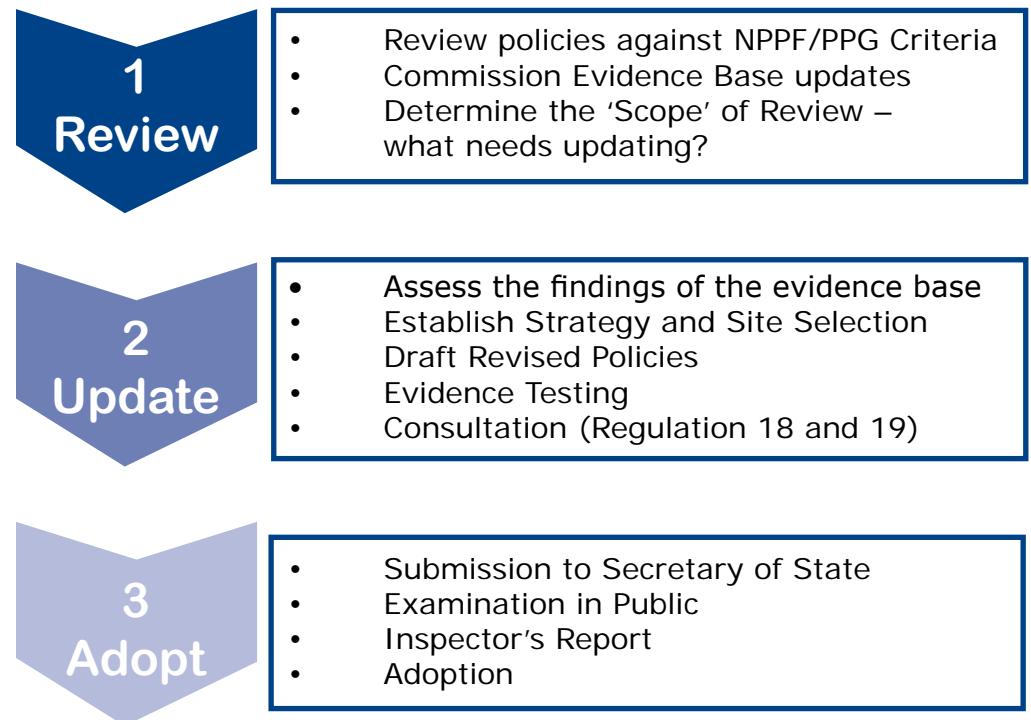 1
Review
• Review policies against NPPF/PPG Criteria
• Commission Evidence Base updates
• Determine the ‘Scope’ of Review –
what needs updating?
2
Update
• Assess the findings of the evidence base
• Establish Strategy and Site Selection
• Draft Revised Policies
• Evidence Testing
• Consultation (Regulation 18 and 19)
3
Adopt
• Submission to Secretary of State
• Examination in Public
• Inspector’s Report
• Adoption